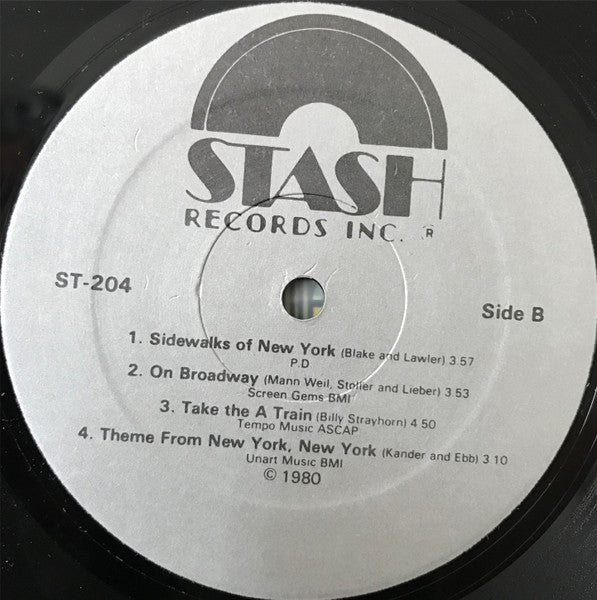 STASH
RECORDS INC. R
ST-204
Side B
1. Sidewalks of New York (Blake and Lawler) 3.57
P.D
2. On Broadway (Mann Weil, Stoller and Lieber) 3.53
Screen Gems BMI
3. Take the A Train (Billy Strayhorn) 4 50
Tempo Music ASCAP
4. Theme From New York, New York (Kander and Ebb) 3 10
Unart Music BMI
© 1980